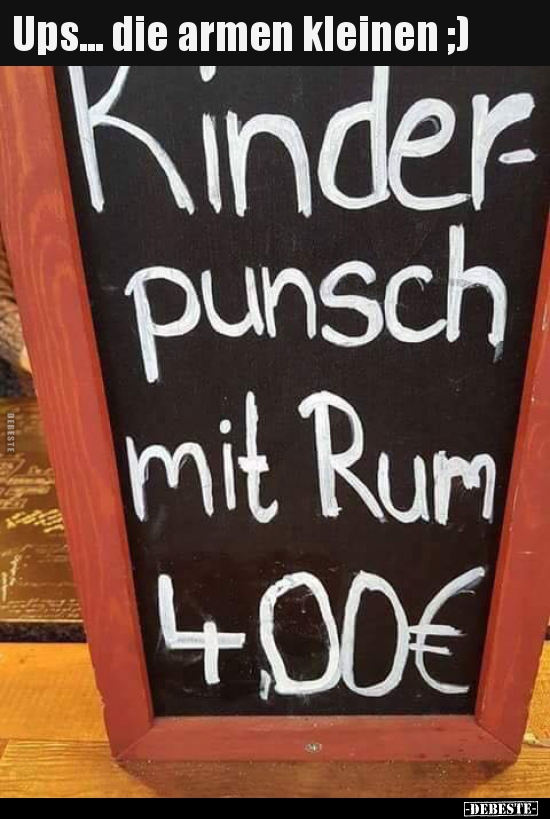 Ups... die armen kleinen ;)
Kinder-
punsch
mit Rum
4,00€
DEBESTE
-DEBESTE-